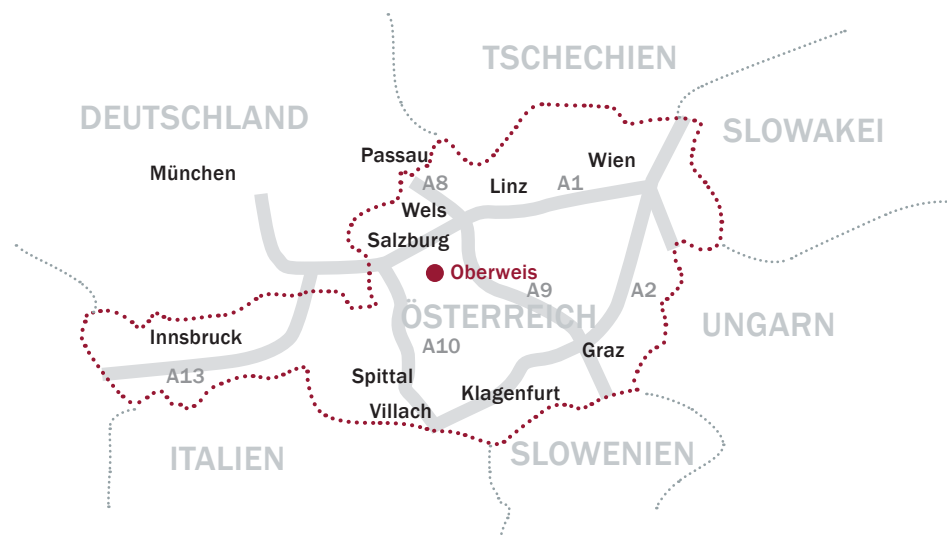 TSCHECHIEN
DEUTSCHLAND
SLOWAKEI
Passau
Wien
München
A8
Linz
A1
Wels
Salzburg
Oberweis
A9
A2
ÖSTERREICH
UNGARN
Innsbruck
A10
Graz
A13
Spittal
Klagenfurt
Villach
ITALIEN
SLOWENIEN